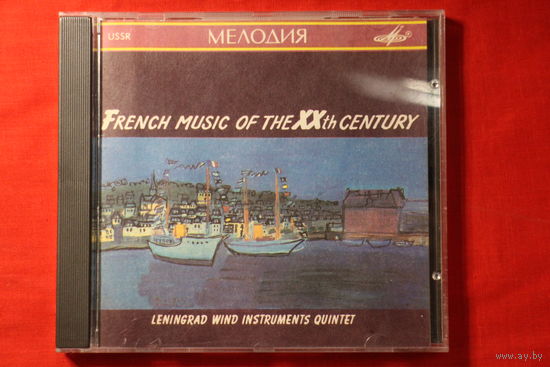 USSR МЕЛОДИЯ
FRENCH MUSIC OF THE XXth CENTURY
LENINGRAD WIND INSTRUMENTS QUINTET
© www.ay.by